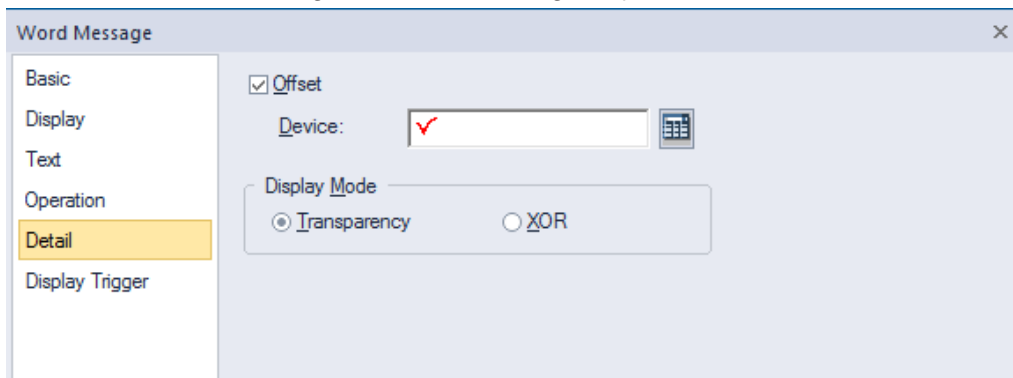 Word Message
Basic
Display
Text
Operation
Detail
Display Trigger
Offset
Device:
Display Mode
Transparency
XOR